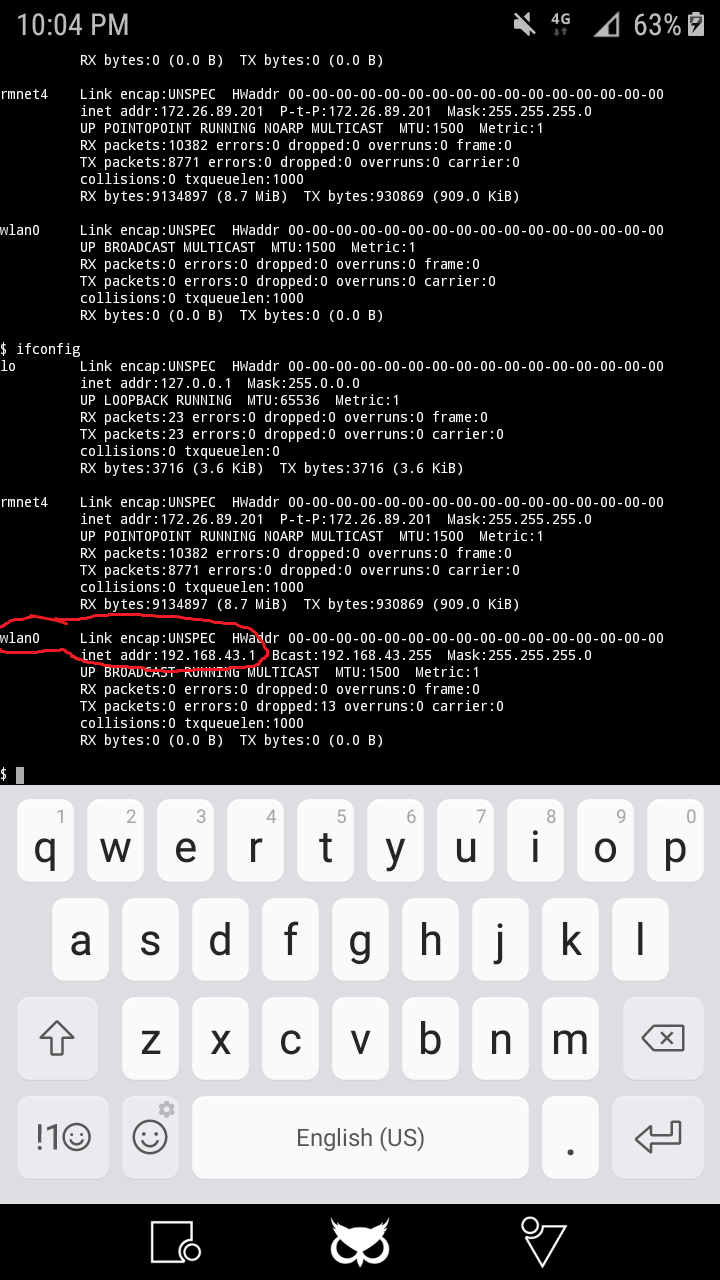 10:04 PM 4G 63%
RX bytes:0 (0.0 B)  TX bytes:0 (0.0 B)
rmnet4    Link encap:UNSPEC  HWaddr 00-00-00-00-00-00-00-00-00-00-00-00-00-00-00-00
inet addr:172.26.89.201  P-t-P:172.26.89.201  Mask:255.255.255.0
UP POINTOPOINT RUNNING NOARP MULTICAST  MTU:1500  Metric:1
RX packets:10382 errors:0 dropped:0 overruns:0 frame:0
TX packets:8771 errors:0 dropped:0 overruns:0 carrier:0
collisions:0 txqueuelen:1000
RX bytes:9134897 (8.7 MiB)  TX bytes:930869 (909.0 KiB)
wlan0     Link encap:UNSPEC  HWaddr 00-00-00-00-00-00-00-00-00-00-00-00-00-00-00-00
UP BROADCAST MULTICAST  MTU:1500  Metric:1
RX packets:0 errors:0 dropped:0 overruns:0 frame:0
TX packets:0 errors:0 dropped:0 overruns:0 carrier:0
collisions:0 txqueuelen:1000
RX bytes:0 (0.0 B)  TX bytes:0 (0.0 B)
$ ifconfig
lo        Link encap:UNSPEC  HWaddr 00-00-00-00-00-00-00-00-00-00-00-00-00-00-00-00
inet addr:127.0.0.1  Mask:255.0.0.0
UP LOOPBACK RUNNING  MTU:65536  Metric:1
RX packets:23 errors:0 dropped:0 overruns:0 frame:0
TX packets:23 errors:0 dropped:0 overruns:0 carrier:0
collisions:0 txqueuelen:0
RX bytes:3716 (3.6 KiB)  TX bytes:3716 (3.6 KiB)
rmnet4    Link encap:UNSPEC  HWaddr 00-00-00-00-00-00-00-00-00-00-00-00-00-00-00-00
inet addr:172.26.89.201  P-t-P:172.26.89.201  Mask:255.255.255.0
UP POINTOPOINT RUNNING NOARP MULTICAST  MTU:1500  Metric:1
RX packets:10382 errors:0 dropped:0 overruns:0 frame:0
TX packets:8771 errors:0 dropped:0 overruns:0 carrier:0
collisions:0 txqueuelen:1000
RX bytes:9134897 (8.7 MiB)  TX bytes:930869 (909.0 KiB)
wlan0     Link encap:UNSPEC  HWaddr 00-00-00-00-00-00-00-00-00-00-00-00-00-00-00-00
inet addr:192.168.43.1  Bcast:192.168.43.255  Mask:255.255.255.0
UP BROADCAST RUNNING MULTICAST  MTU:1500  Metric:1
RX packets:0 errors:0 dropped:0 overruns:0 frame:0
TX packets:0 errors:0 dropped:13 overruns:0 carrier:0
collisions:0 txqueuelen:1000
RX bytes:0 (0.0 B)  TX bytes:0 (0.0 B)
$
1 2 3 4 5 6 7 8 9 0
q w e r t y u i o p
a s d f g h j k l
z x c v b n m
!1☺ English (US) .